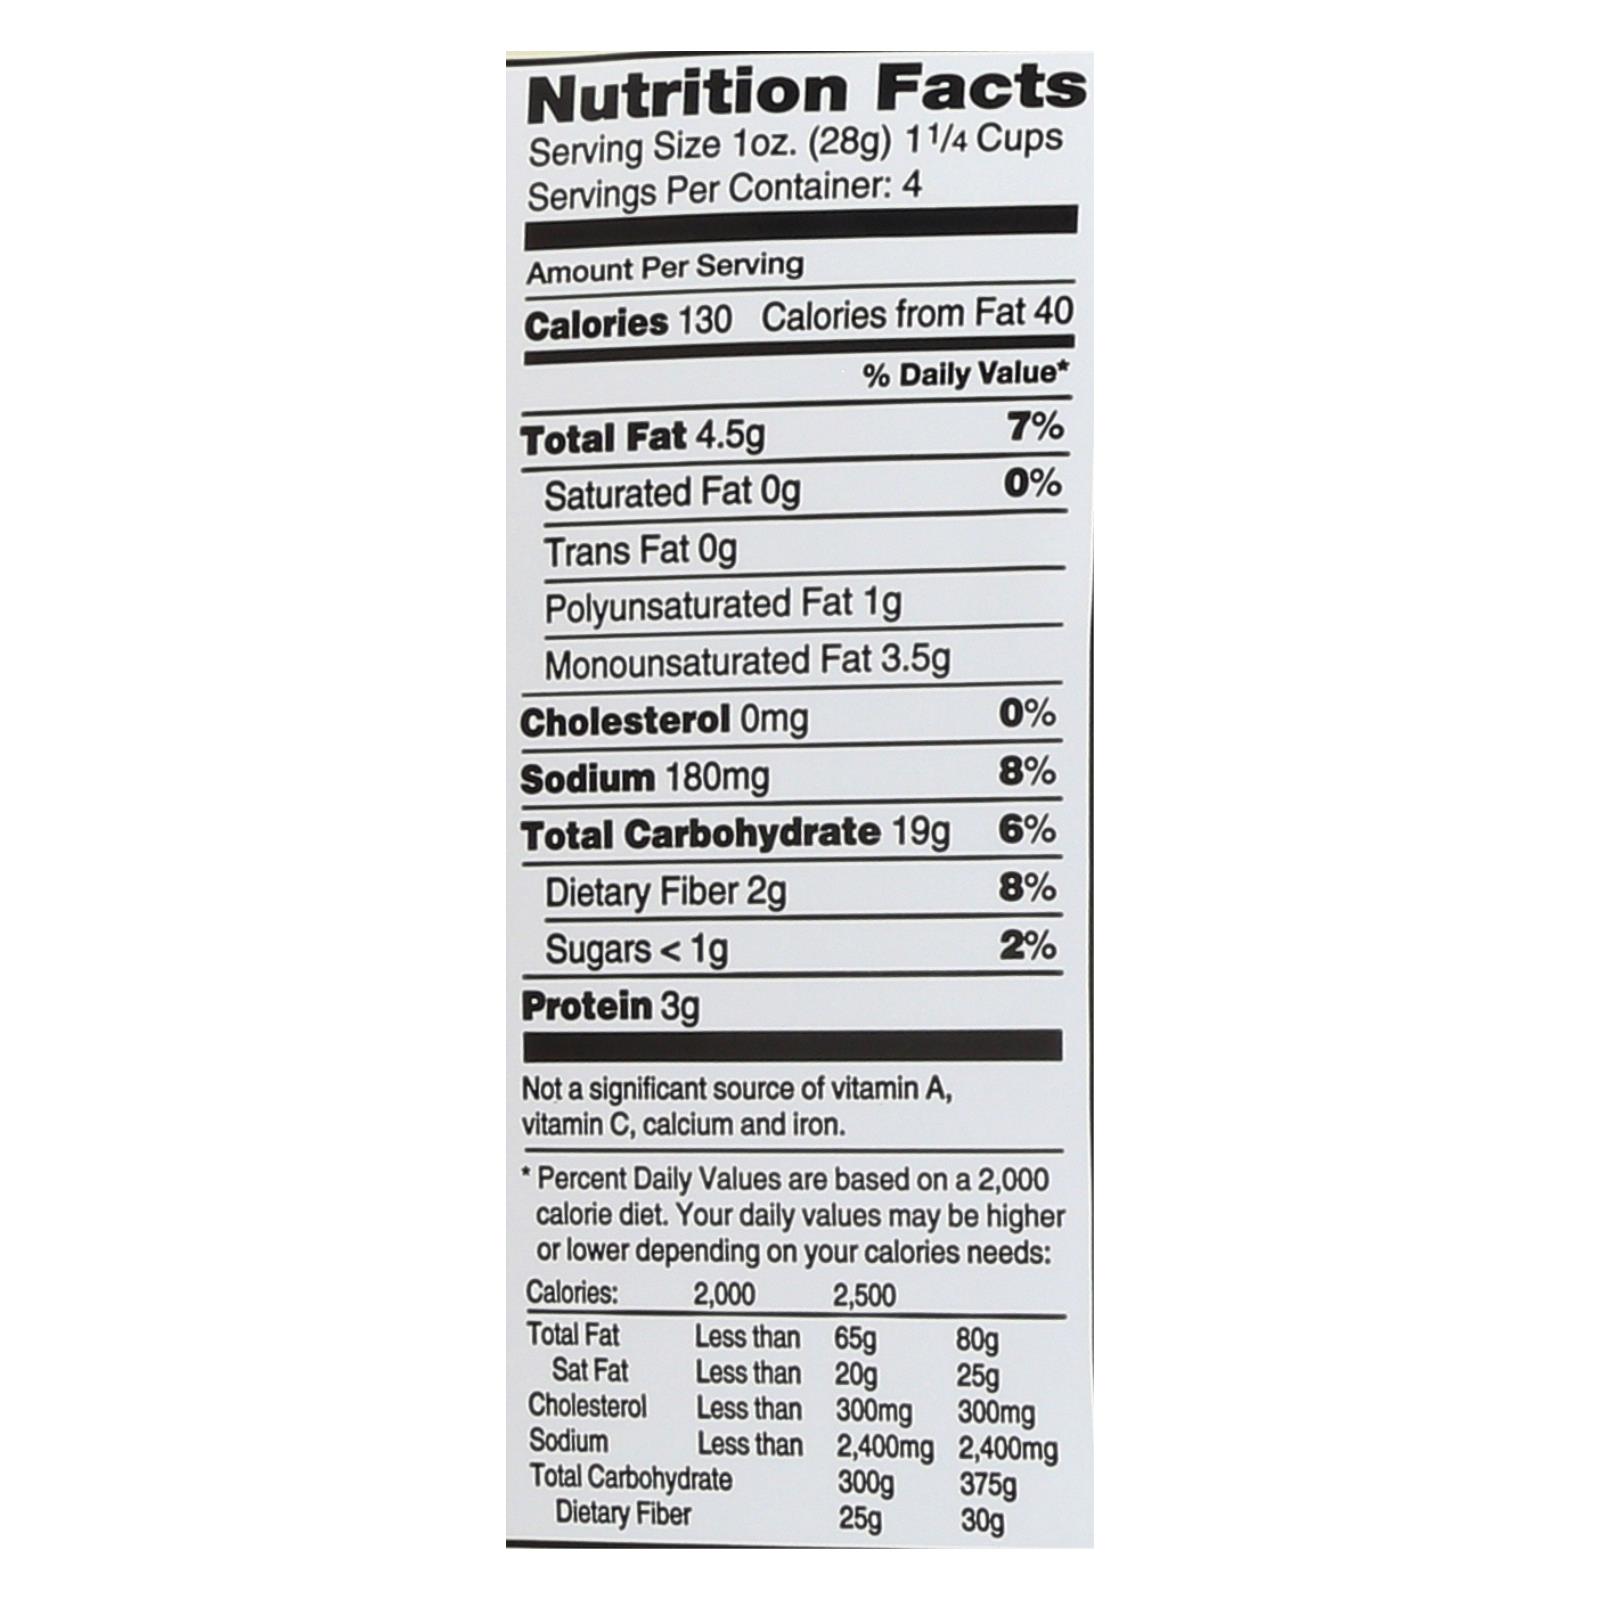 Nutrition Facts
Serving Size 1oz. (28g) 1 1/4 Cups
Servings Per Container: 4
Amount Per Serving
Calories 130 Calories from Fat 40
% Daily Value*
Total Fat 4.5g 7%
Saturated Fat 0g 0%
Trans Fat 0g
Polyunsaturated Fat 1g
Monounsaturated Fat 3.5g
Cholesterol 0mg 0%
Sodium 180mg 8%
Total Carbohydrate 19g 6%
Dietary Fiber 2g 8%
Sugars < 1g 2%
Protein 3g
Not a significant source of vitamin A,
vitamin C, calcium and iron.
* Percent Daily Values are based on a 2,000
calorie diet. Your daily values may be higher
or lower depending on your calories needs:
Calories: 2,000 2,500
Total Fat Less than 65g 80g
Sat Fat Less than 20g 25g
Cholesterol Less than 300mg 300mg
Sodium Less than 2,400mg 2,400mg
Total Carbohydrate 300g 375g
Dietary Fiber 25g 30g